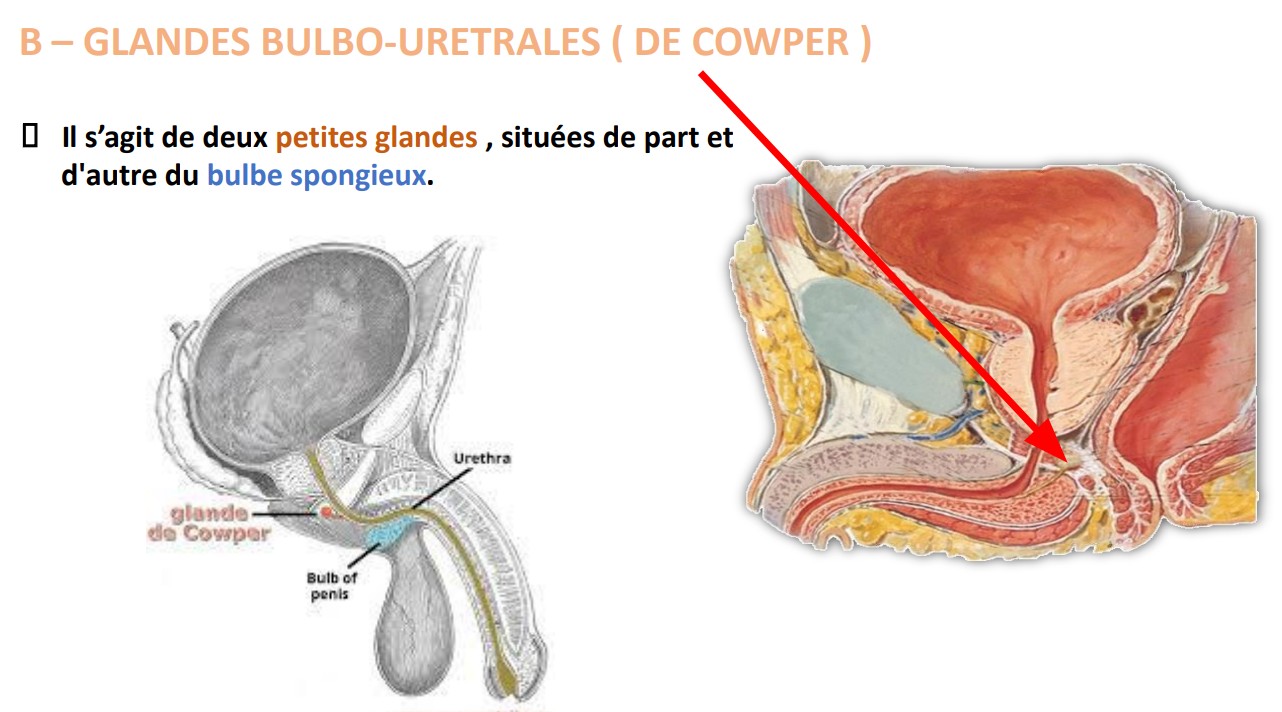 B – GLANDES BULBO-URETRALES ( DE COWPER )
Il s’agit de deux petites glandes , situées de part et
d'autre du bulbe spongieux.
Urethra
glande
de Cowper
Bulb of
penis